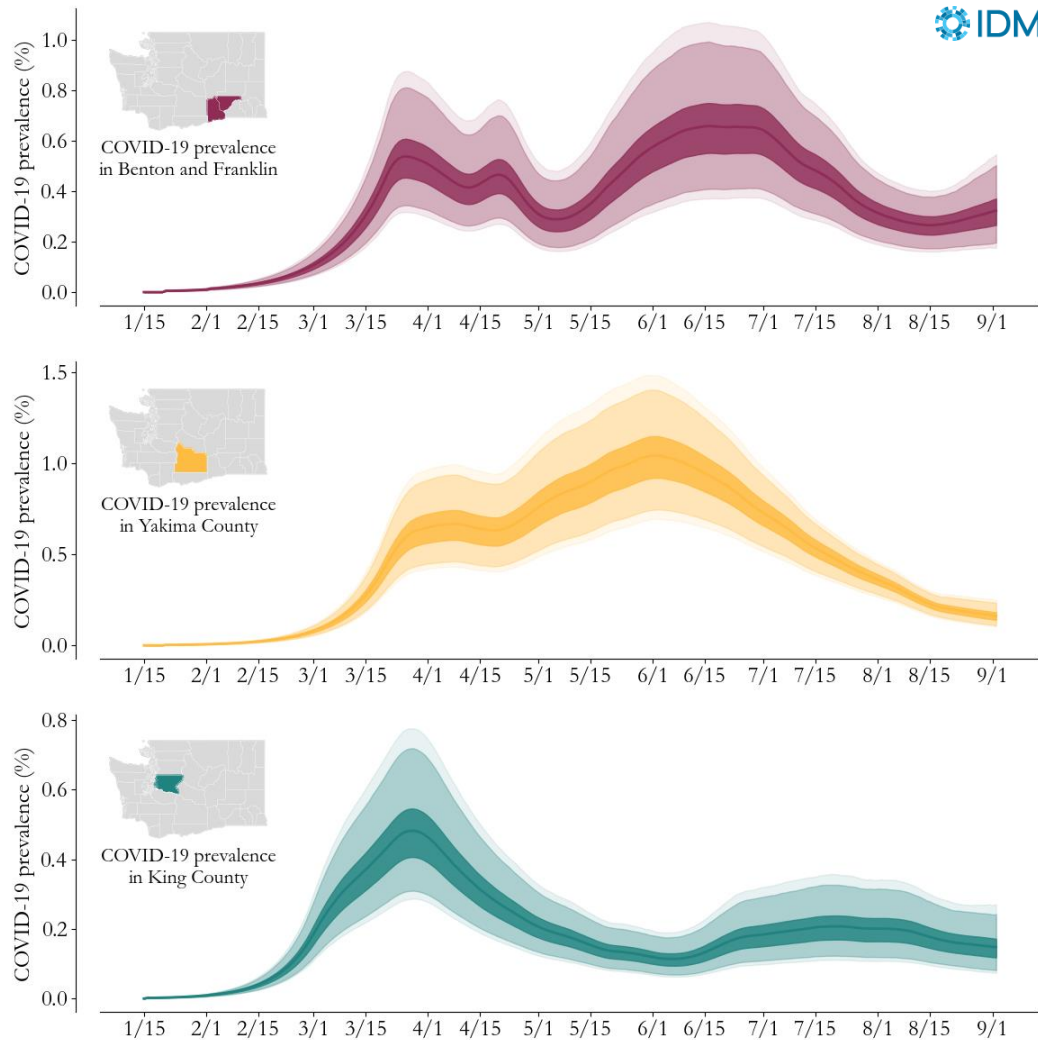 IDM
COVID-19 prevalence (%)
1.0
0.8
0.6
0.4
0.2
0.0
COVID-19 prevalence
in Benton and Franklin
1/15 2/1 2/15 3/1 3/15 4/1 4/15 5/1 5/15 6/1 6/15 7/1 7/15 8/1 8/15 9/1
COVID-19 prevalence (%)
1.5
1.0
0.5
0.0
COVID-19 prevalence
in Yakima County
1/15 2/1 2/15 3/1 3/15 4/1 4/15 5/1 5/15 6/1 6/15 7/1 7/15 8/1 8/15 9/1
COVID-19 prevalence (%)
0.8
0.6
0.4
0.2
0.0
COVID-19 prevalence
in King County
1/15 2/1 2/15 3/1 3/15 4/1 4/15 5/1 5/15 6/1 6/15 7/1 7/15 8/1 8/15 9/1